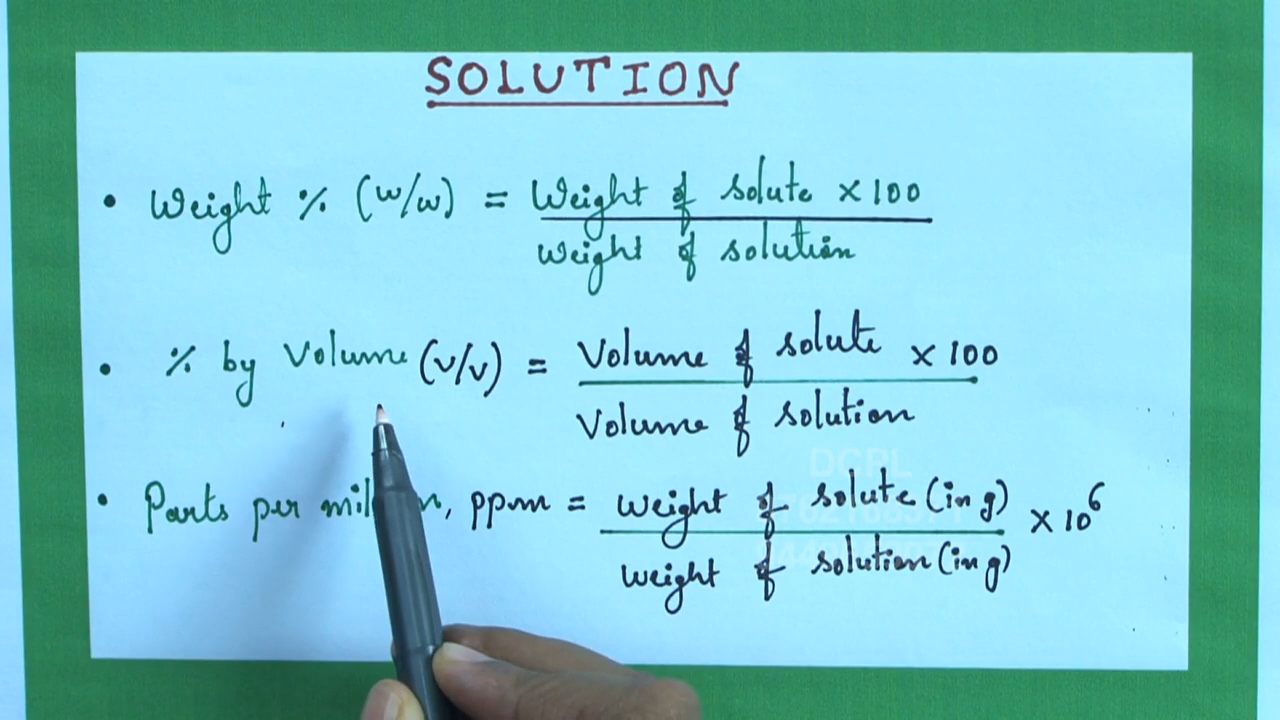 SOLUTION
• Weight % (w/w) = Weight of solute × 100
Weight of solution
• % by Volume (v/v) = Volume of solute × 100
Volume of solution
DCPL
• Parts per mil n, ppm = weight of solute (in g) × 10⁶
weight of solution (in g)